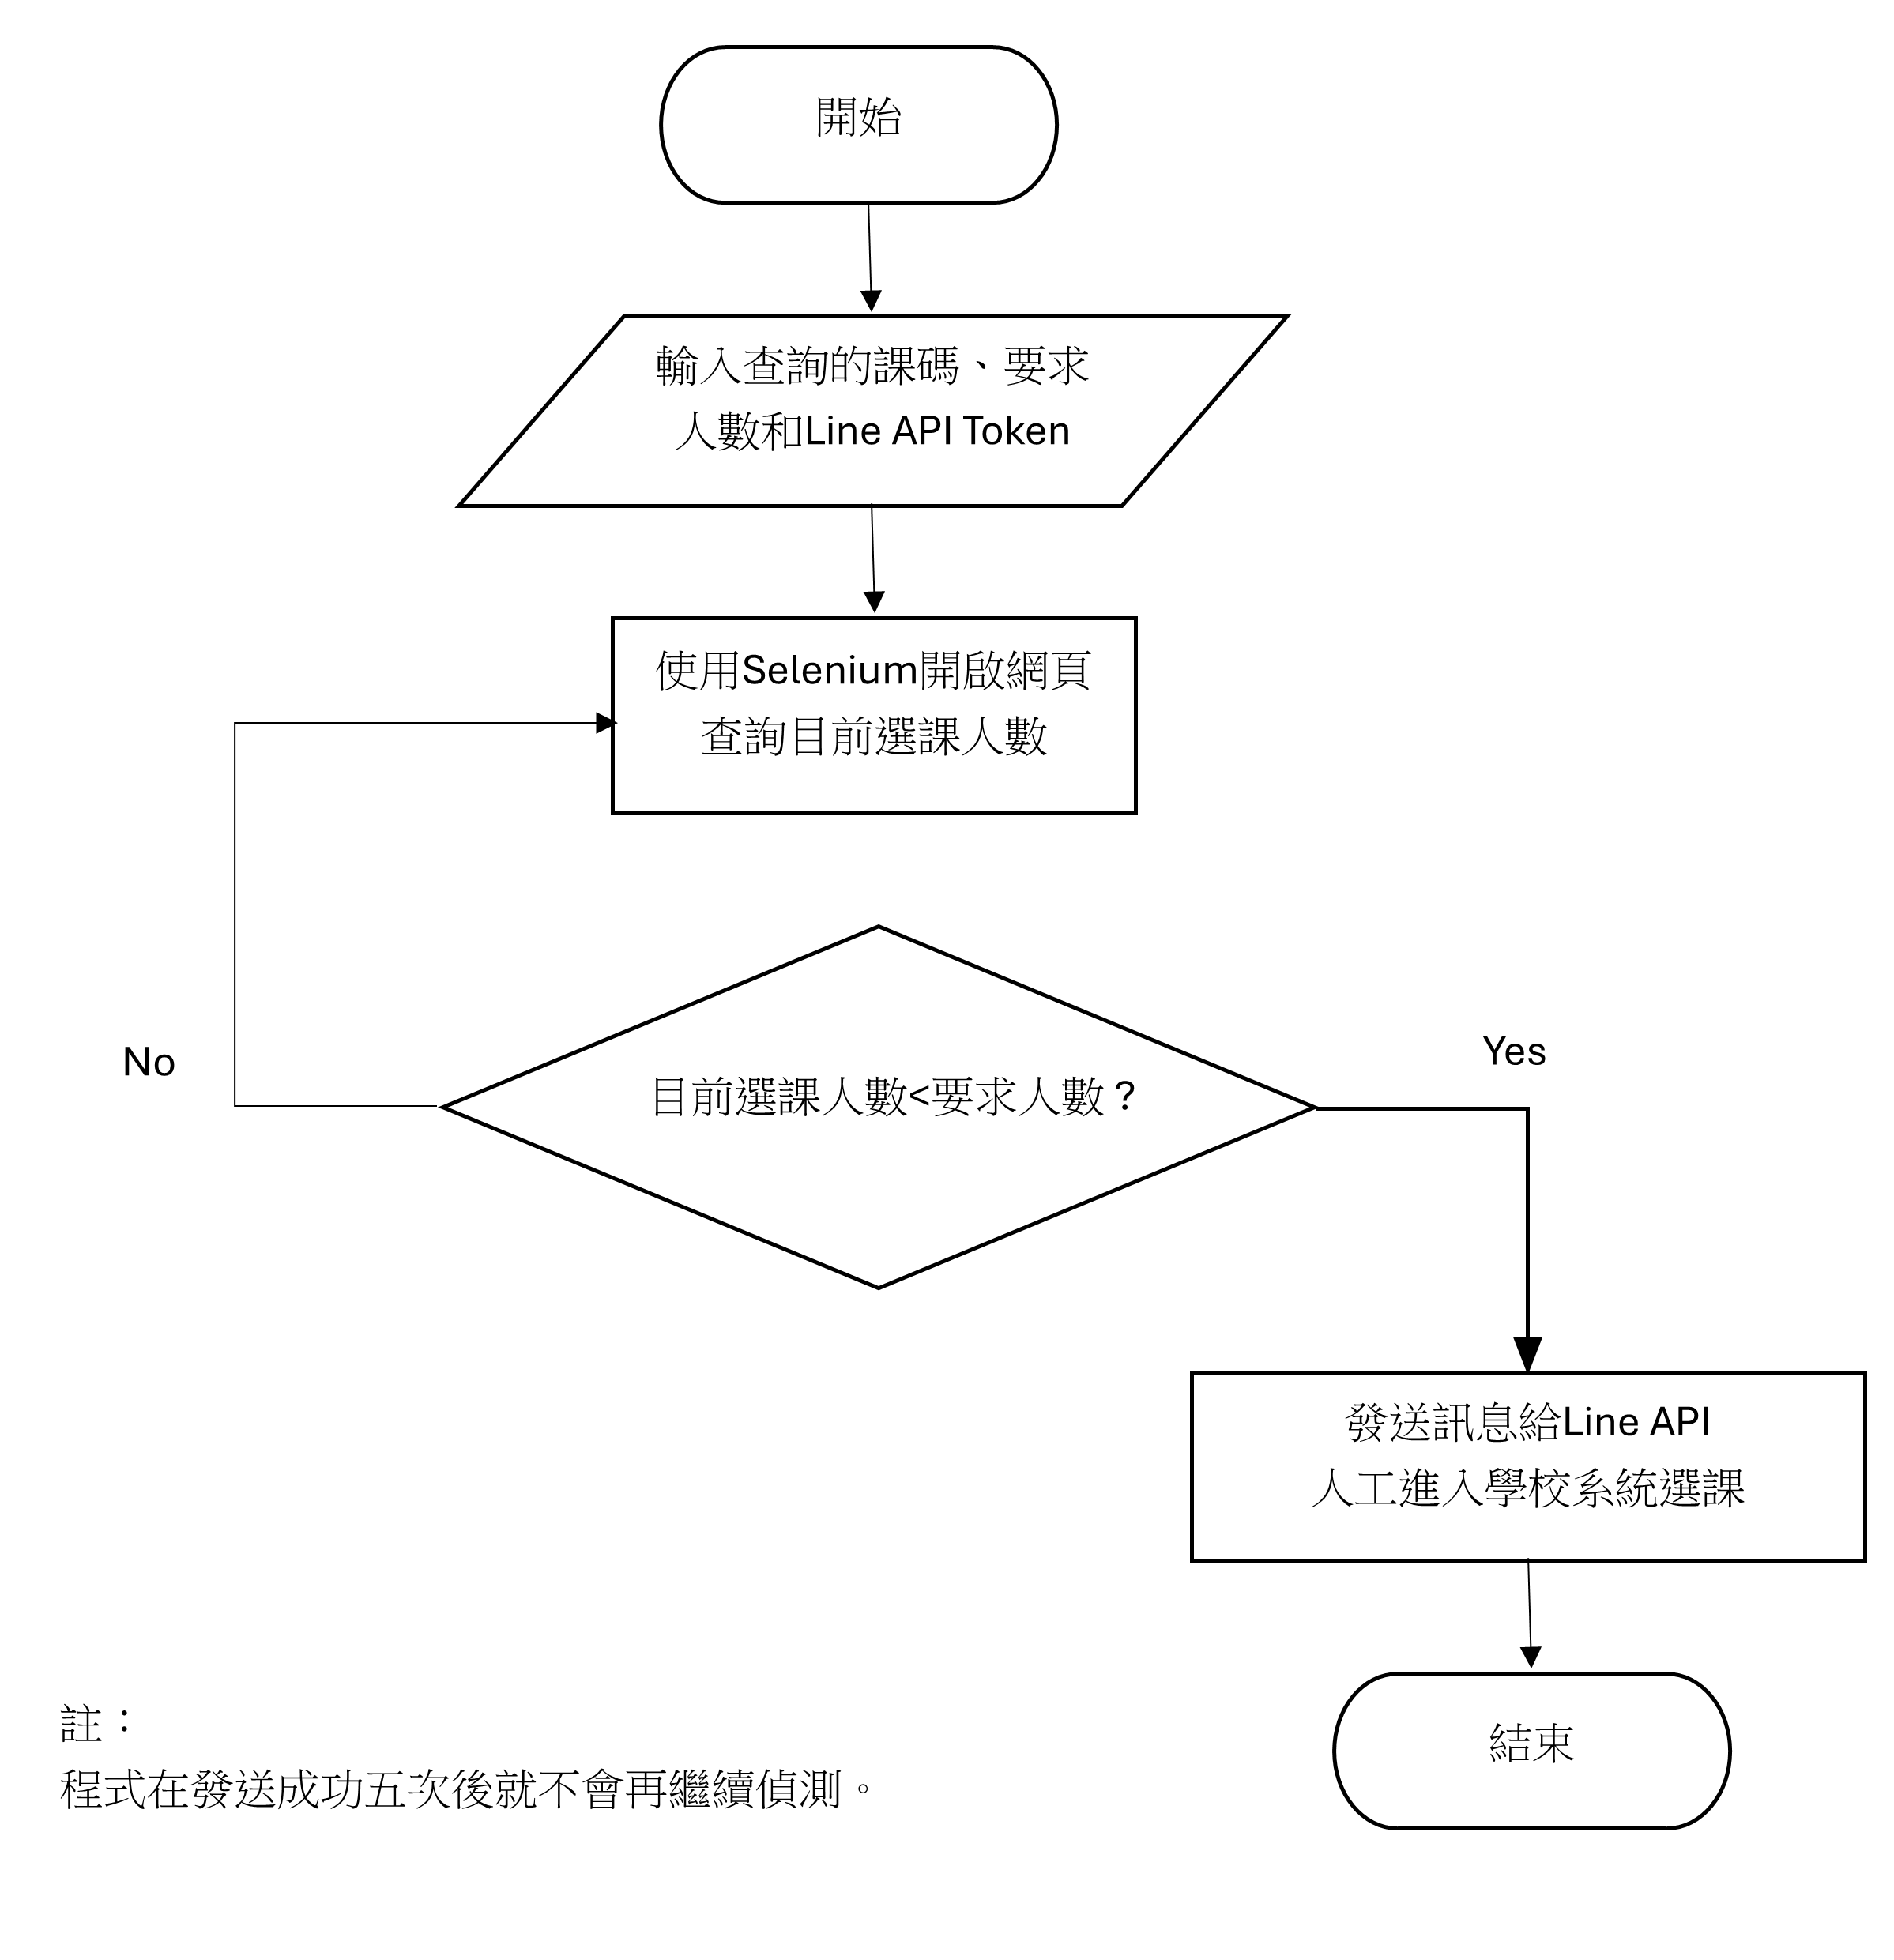 開始
輸入查詢的課碼、要求
人數和Line API Token
使用Selenium開啟網頁
查詢目前選課人數
No
Yes
目前選課人數<要求人數？
發送訊息給Line API
人工進入學校系統選課
註：
程式在發送成功五次後就不會再繼續偵測。
結束